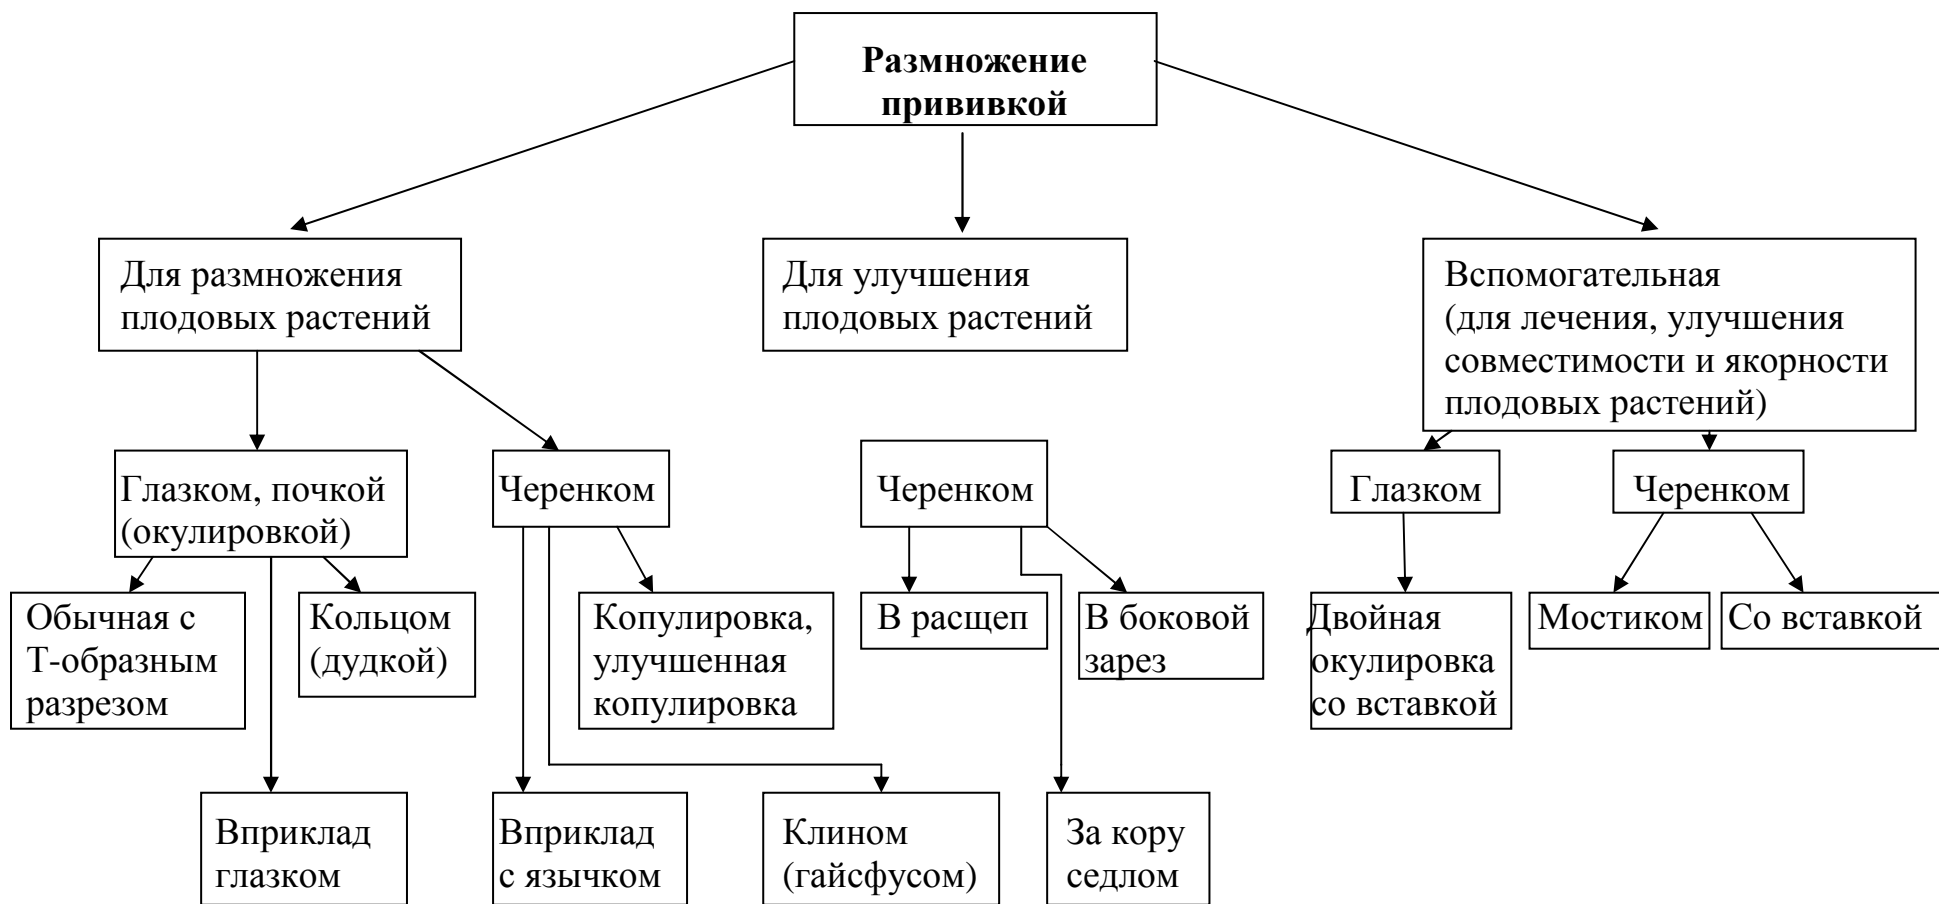 Размножение
прививкой
Для размножения
плодовых растений
Для улучшения
плодовых растений
Вспомогательная
(для лечения, улучшения
совместимости и якорности
плодовых растений)
Глазком, почкой
(окулировкой)
Черенком
Черенком
Глазком
Черенком
Обычная с
Т-образным
разрезом
Кольцом
(дудкой)
Копулировка,
улучшенная
копулировка
В расщеп
В боковой
зарез
Двойная
окулировка
со вставкой
Мостиком
Со вставкой
Вприклад
глазком
Вприклад
с язычком
Клином
(гайсфусом)
За кору
седлом